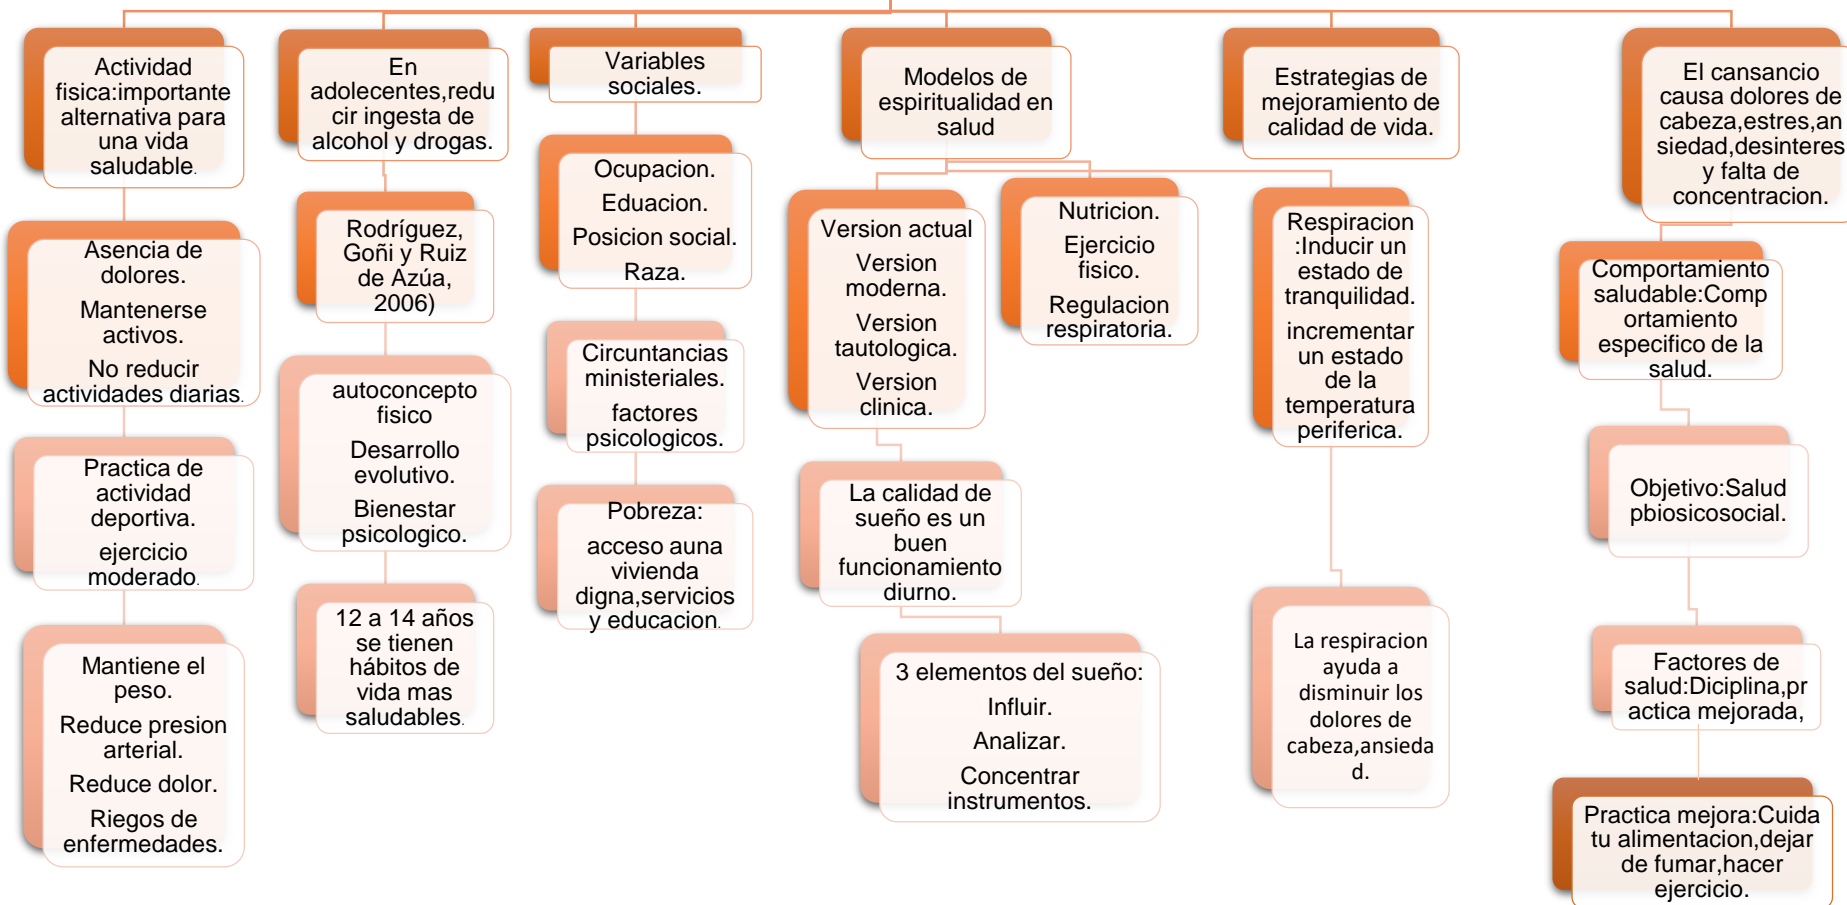 Actividad
fisica:importante
alternativa para
una vida
saludable.
Asencia de
dolores.
Mantenerse
activos.
No reducir
actividades diarias.
Practica de
actividad
deportiva.
ejercicio
moderado.
Mantiene el
peso.
Reduce presion
arterial.
Reduce dolor.
Riegos de
enfermedades.
En
adolecentes,redu
cir ingesta de
alcohol y drogas.
Rodríguez,
Goñi y Ruiz
de Azúa,
2006)
autoconcepto
fisico
Desarrollo
evolutivo.
Bienestar
psicologico.
12 a 14 años
se tienen
hábitos de
vida mas
saludables.
Variables
sociales.
Ocupacion.
Eduacion.
Posicion social.
Raza.
Circuntancias
ministeriales.
factores
psicologicos.
Pobreza:
acceso auna
vivienda
digna,servicios
y educacion.
Modelos de
espiritualidad en
salud
Version actual
Version
moderna.
Version
tautologica.
Version
clinica.
La calidad de
sueño es un
buen
funcionamiento
diurno.
3 elementos del sueño:
Influir.
Analizar.
Concentrar
instrumentos.
Nutricion.
Ejercicio
fisico.
Regulacion
respiratoria.
Respiracion
:Inducir un
estado de
tranquilidad.
incrementar
un estado
de la
temperatura
periferica.
La respiracion
ayuda a
disminuir los
dolores de
cabeza,ansieda
d.
Estrategias de
mejoramiento de
calidad de vida.
El cansancio
causa dolores de
cabeza,estres,an
siedad,desinteres
y falta de
concentracion.
Comportamiento
saludable:Comp
ortamiento
especifico de la
salud.
Objetivo:Salud
pbiosicosocial.
Factores de
salud:Diciplina,pr
actica mejorada,
Practica mejora:Cuida
tu alimentacion,dejar
de fumar,hacer
ejercicio.